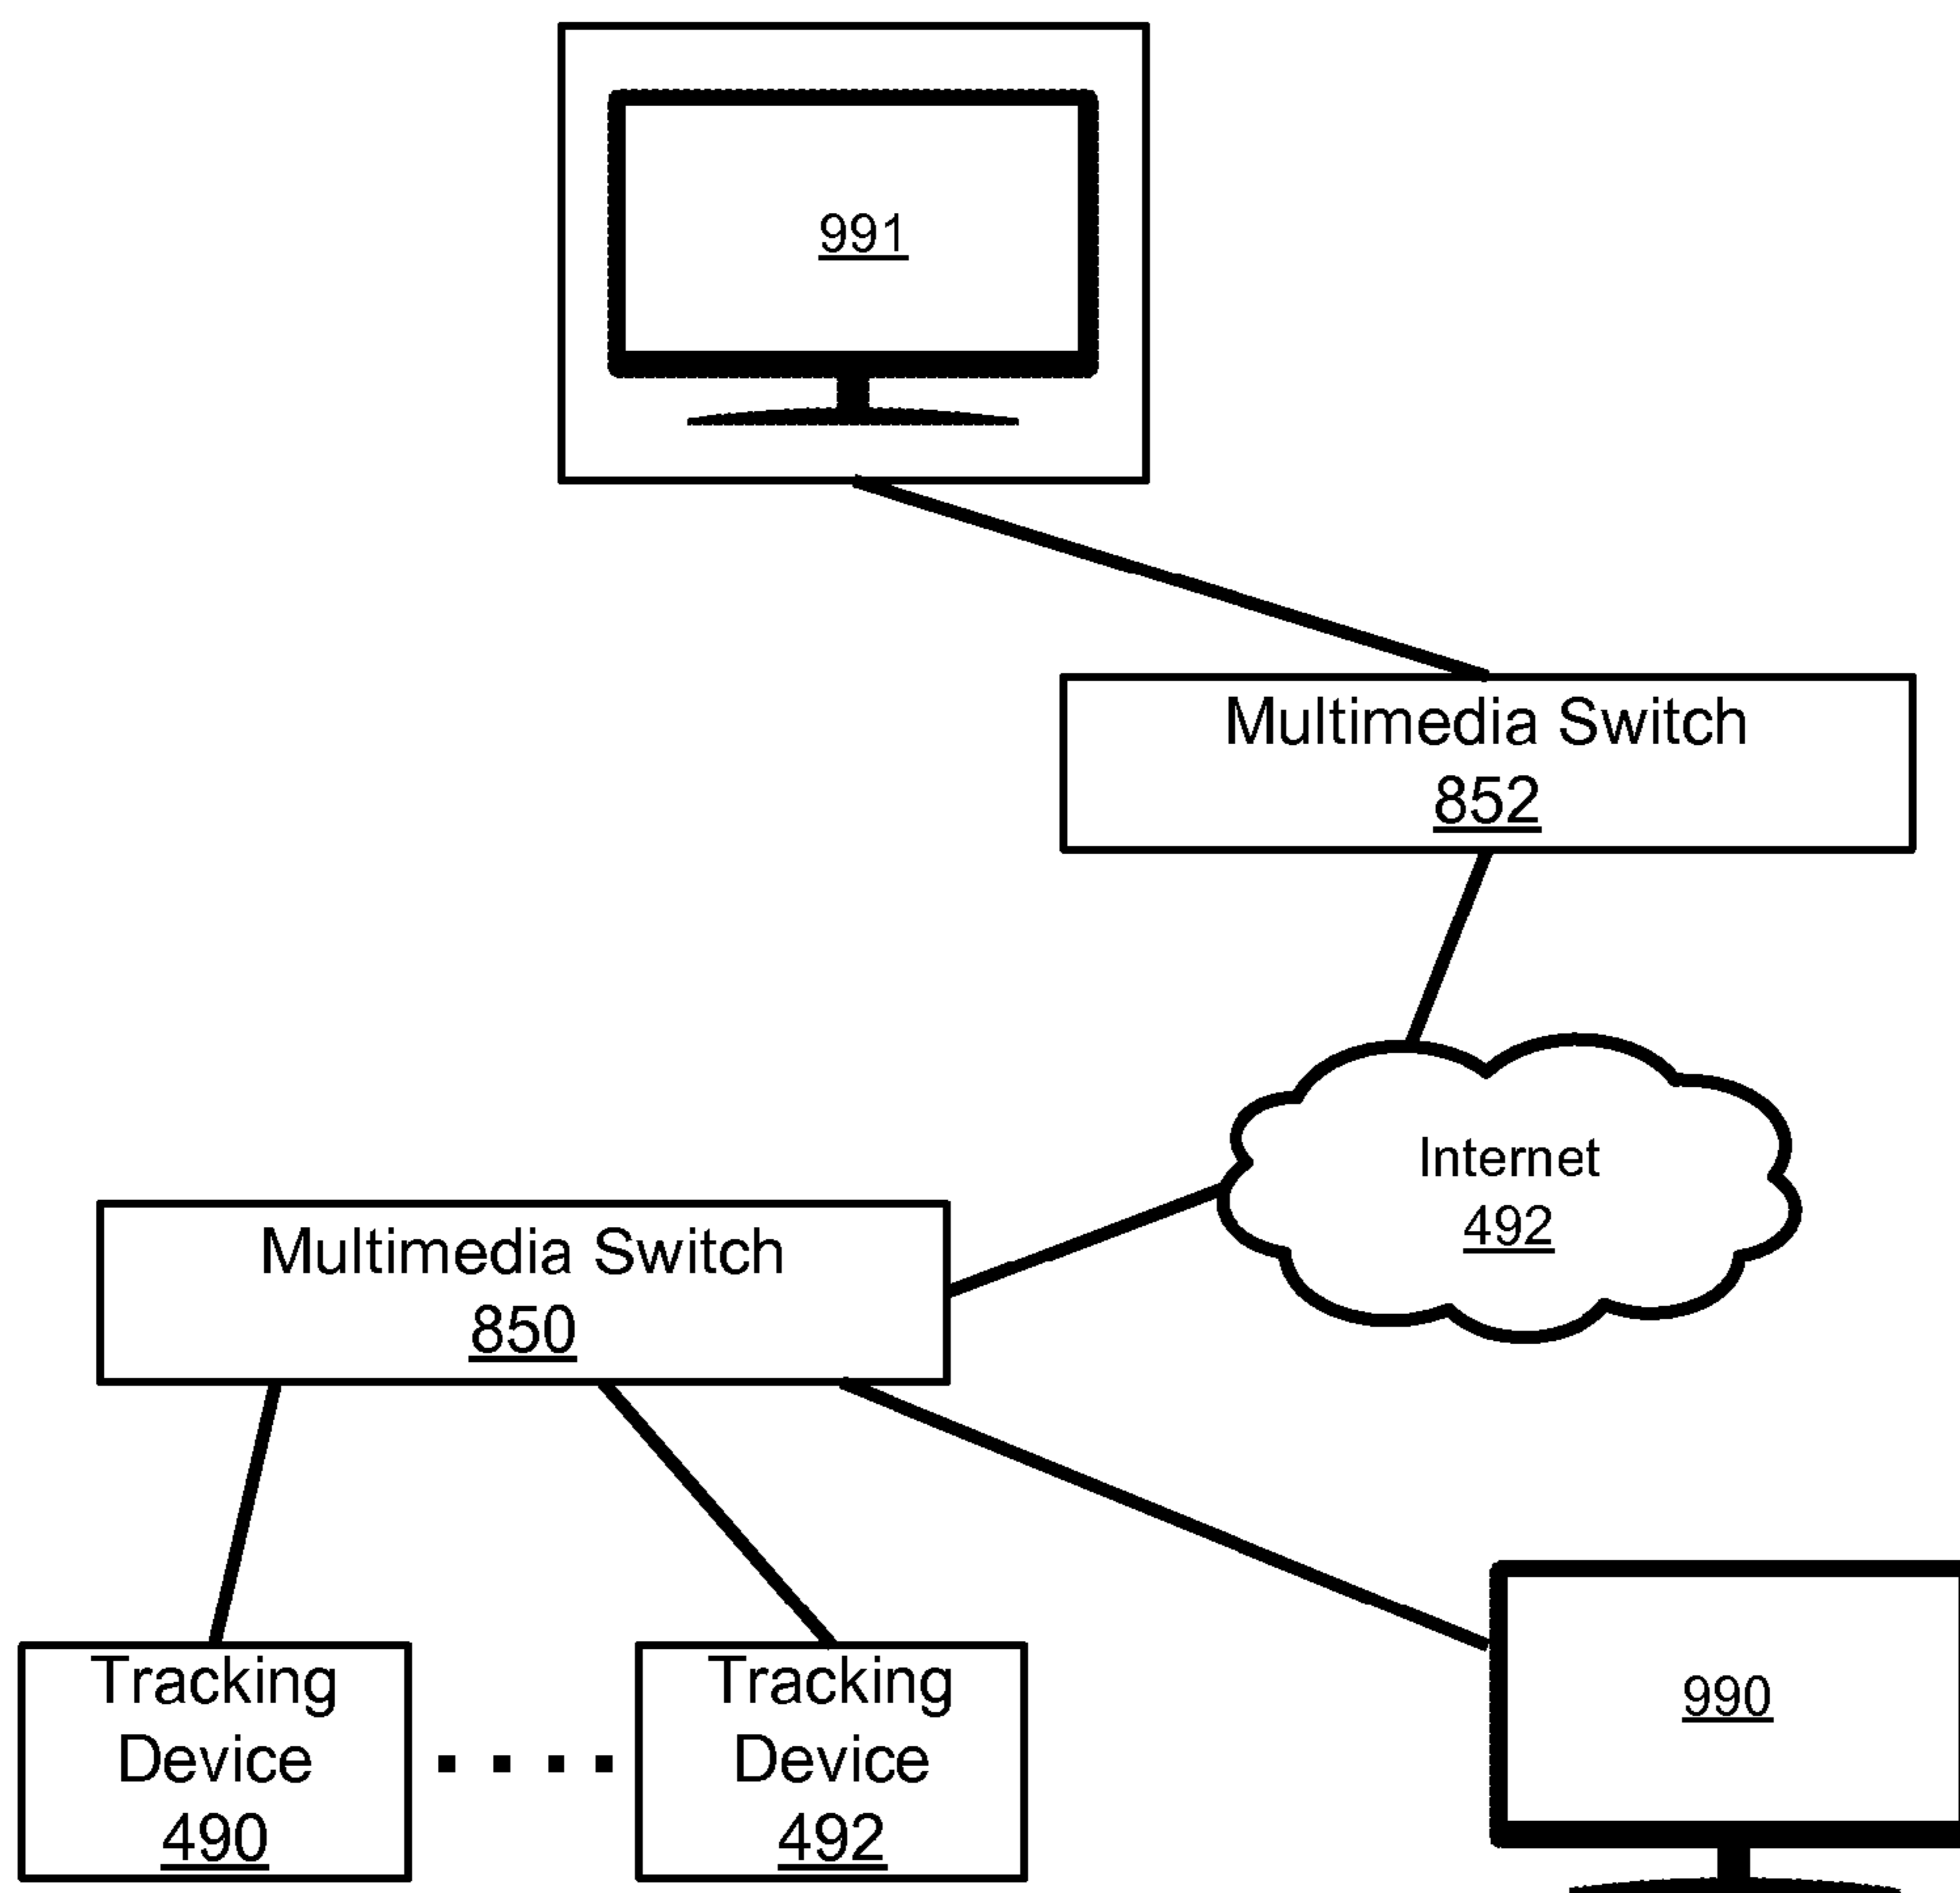 991
Multimedia Switch
852
Internet
492
Multimedia Switch
850
Tracking
Device
490
Tracking
Device
492
990